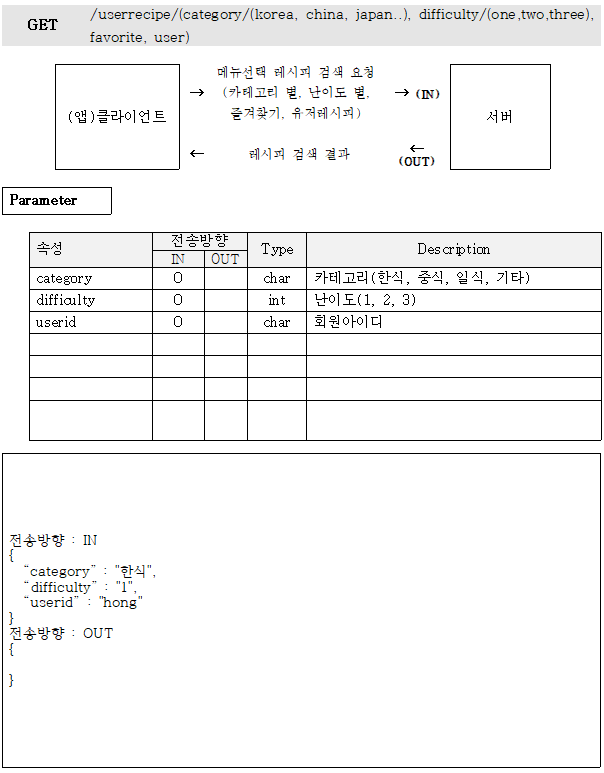 GET
/userrecipe/(category/(korea, china, japan..), difficulty/(one,two,three),
favorite, user)
(앱)클라이언트
→ 메뉴선택 레시피 검색 요청 → (IN)
(카테고리 별, 난이도 별,
즐겨찾기, 유저레시피)
서버
← 레시피 검색 결과 ← (OUT)
Parameter
속성 전송방향 Type Description
IN OUT
category O char 카테고리(한식, 중식, 일식, 기타)
difficulty O int 난이도(1, 2, 3)
userid O char 회원아이디
전송방향 : IN
{
“category” : "한식",
“difficulty” : "1",
“userid” : "hong"
}
전송방향 : OUT
{
}